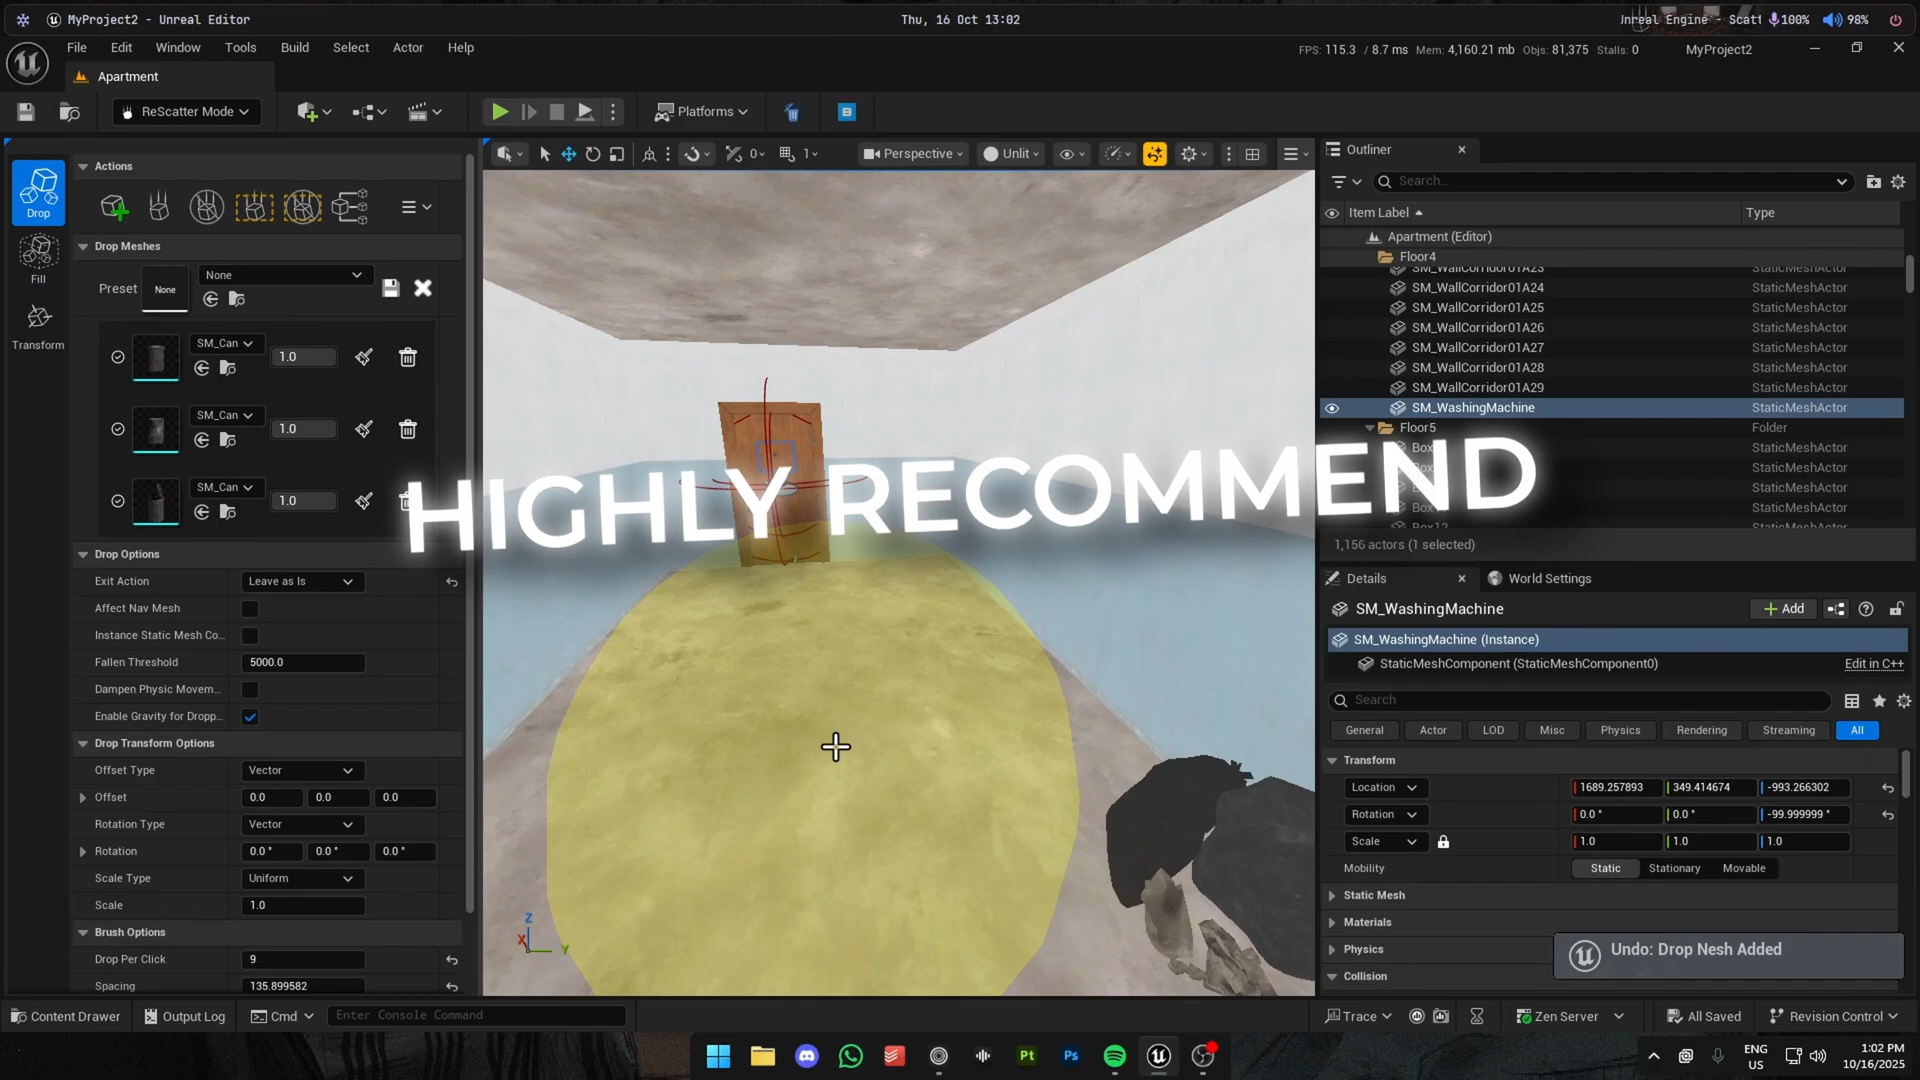 MyProject2 - Unreal Editor
Thu, 16 Oct 13:02
Unreal Engine - Scatt
100%
98%
File Edit Window Tools Build Select Actor Help
FPS: 115.3 / 8.7 ms Mem: 4,160.21 mb Objs: 81,375 Stalls: 0
MyProject2
Apartment
ReScatter Mode
Platforms
Drop
Fill
Transform
Actions
Drop Meshes
Preset
None
None
SM_Can
1.0
SM_Can
1.0
SM_Can
1.0
Drop Options
Exit Action Leave as Is
Affect Nav Mesh
Instance Static Mesh Co...
Fallen Threshold 5000.0
Dampen Physic Movem...
Enable Gravity for Dropp...
Drop Transform Options
Offset Type Vector
Offset 0.0 0.0 0.0
Rotation Type Vector
Rotation 0.0 ° 0.0 ° 0.0 °
Scale Type Uniform
Scale 1.0
Brush Options
Drop Per Click 9
Spacing 135.899582
0
1
Perspective
Unlit
HIGHLY RECOMMEND
Z
X
Y
Outliner
Search...
Item Label Type
Apartment (Editor)
Floor4
SM_WallCorridor01A23 StaticMeshActor
SM_WallCorridor01A24 StaticMeshActor
SM_WallCorridor01A25 StaticMeshActor
SM_WallCorridor01A26 StaticMeshActor
SM_WallCorridor01A27 StaticMeshActor
SM_WallCorridor01A28 StaticMeshActor
SM_WallCorridor01A29 StaticMeshActor
SM_WashingMachine StaticMeshActor
Floor5 Folder
StaticMeshActor
StaticMeshActor
StaticMeshActor
Box12 StaticMeshActor
1,156 actors (1 selected)
Details
World Settings
SM_WashingMachine
Add
SM_WashingMachine (Instance)
StaticMeshComponent (StaticMeshComponent0)
Edit in C++
Search
General Actor LOD Misc Physics Rendering Streaming All
Transform
Location 1689.257893 349.414674 -993.266302
Rotation 0.0 ° 0.0 ° -99.999999 °
Scale 1.0 1.0 1.0
Mobility Static Stationary Movable
Static Mesh
Materials
Physics
Collision
Undo: Drop Nesh Added
Content Drawer
Output Log
Cmd
Enter Console Command
Trace
Zen Server
All Saved
Revision Control
Pt
Ps
ENG
US
1:02 PM
10/16/2025